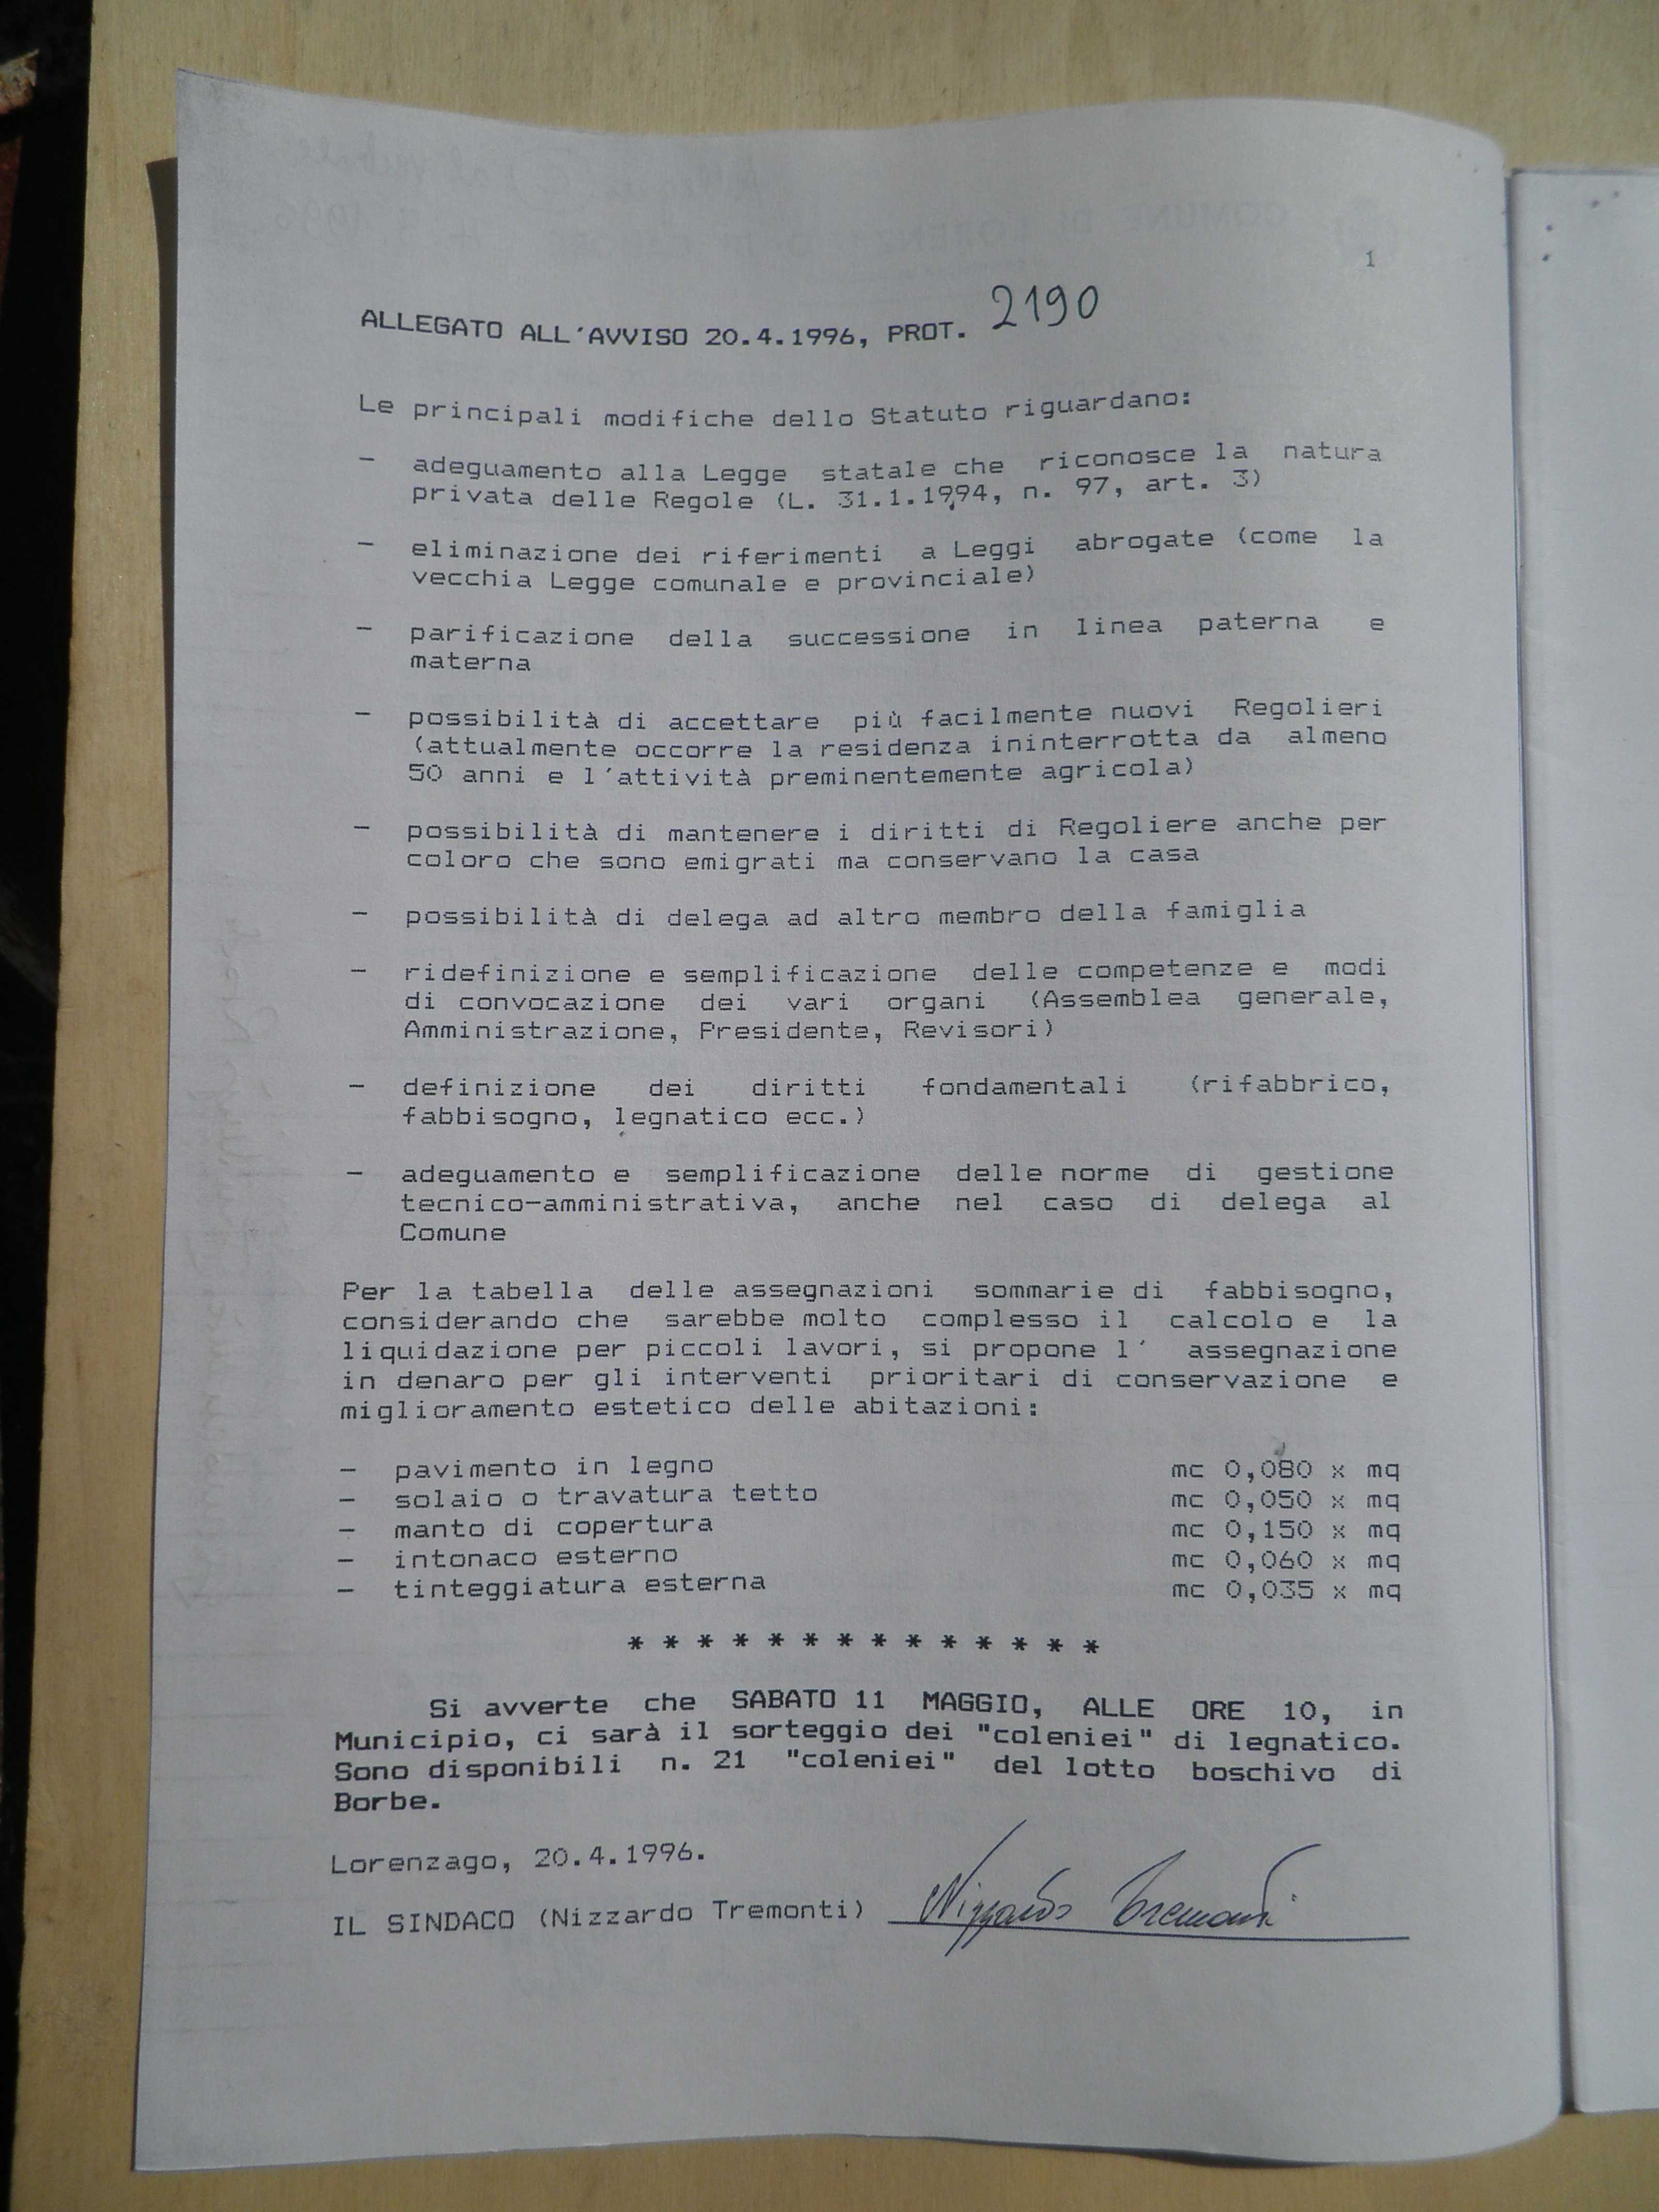 1
ALLEGATO ALL'AVVISO 20.4.1996, PROT. 2190
Le principali modifiche dello Statuto riguardano:
- adeguamento alla Legge statale che riconosce la natura
privata delle Regole (L. 31.1.1994, n. 97, art. 3)
- eliminazione dei riferimenti a Leggi abrogate (come la
vecchia Legge comunale e provinciale)
- parificazione della successione in linea paterna e
materna
- possibilità di accettare più facilmente nuovi Regolieri
(attualmente occorre la residenza ininterrotta da almeno
50 anni e l'attività preminentemente agricola)
- possibilità di mantenere i diritti di Regoliere anche per
coloro che sono emigrati ma conservano la casa
- possibilità di delega ad altro membro della famiglia
- ridefinizione e semplificazione delle competenze e modi
di convocazione dei vari organi (Assemblea generale,
Amministrazione, Presidente, Revisori)
- definizione dei diritti fondamentali (rifabbrico,
fabbisogno, legnatico ecc.)
- adeguamento e semplificazione delle norme di gestione
tecnico-amministrativa, anche nel caso di delega al
Comune
Per la tabella delle assegnazioni sommarie di fabbisogno,
considerando che sarebbe molto complesso il calcolo e la
liquidazione per piccoli lavori, si propone l' assegnazione
in denaro per gli interventi prioritari di conservazione e
miglioramento estetico delle abitazioni:
- pavimento in legno mc 0,080 x mq
- solaio o travatura tetto mc 0,050 x mq
- manto di copertura mc 0,150 x mq
- intonaco esterno mc 0,060 x mq
- tinteggiatura esterna mc 0,035 x mq
* * * * * * * * * * * * * *
Si avverte che SABATO 11 MAGGIO, ALLE ORE 10, in
Municipio, ci sarà il sorteggio dei "coleniei" di legnatico.
Sono disponibili n. 21 "coleniei" del lotto boschivo di
Borbe.
Lorenzago, 20.4.1996.
IL SINDACO (Nizzardo Tremonti) Nizzardo Tremonti